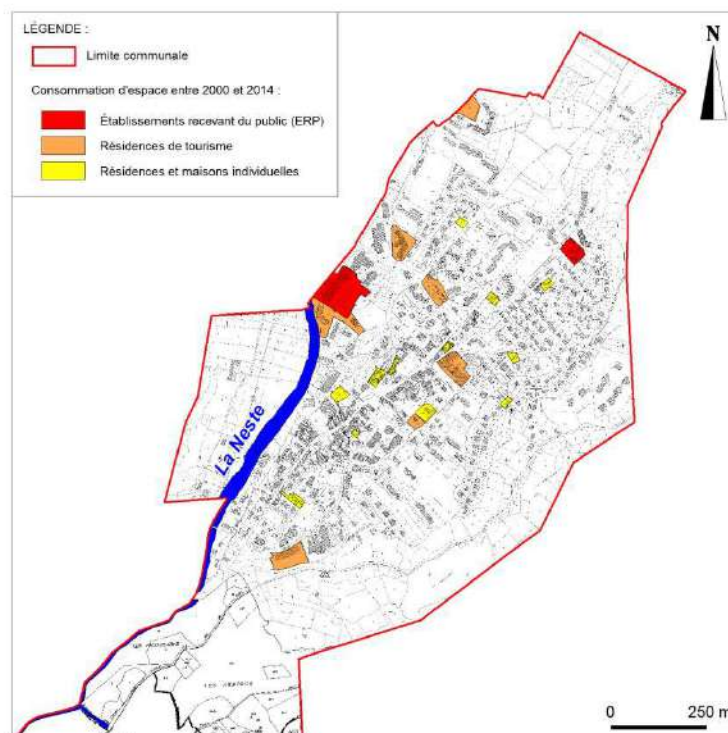 LÉGENDE :
Limite communale
Consommation d'espace entre 2000 et 2014 :
Établissements recevant du public (ERP)
Résidences de tourisme
Résidences et maisons individuelles
N
La Neste
0 250 m